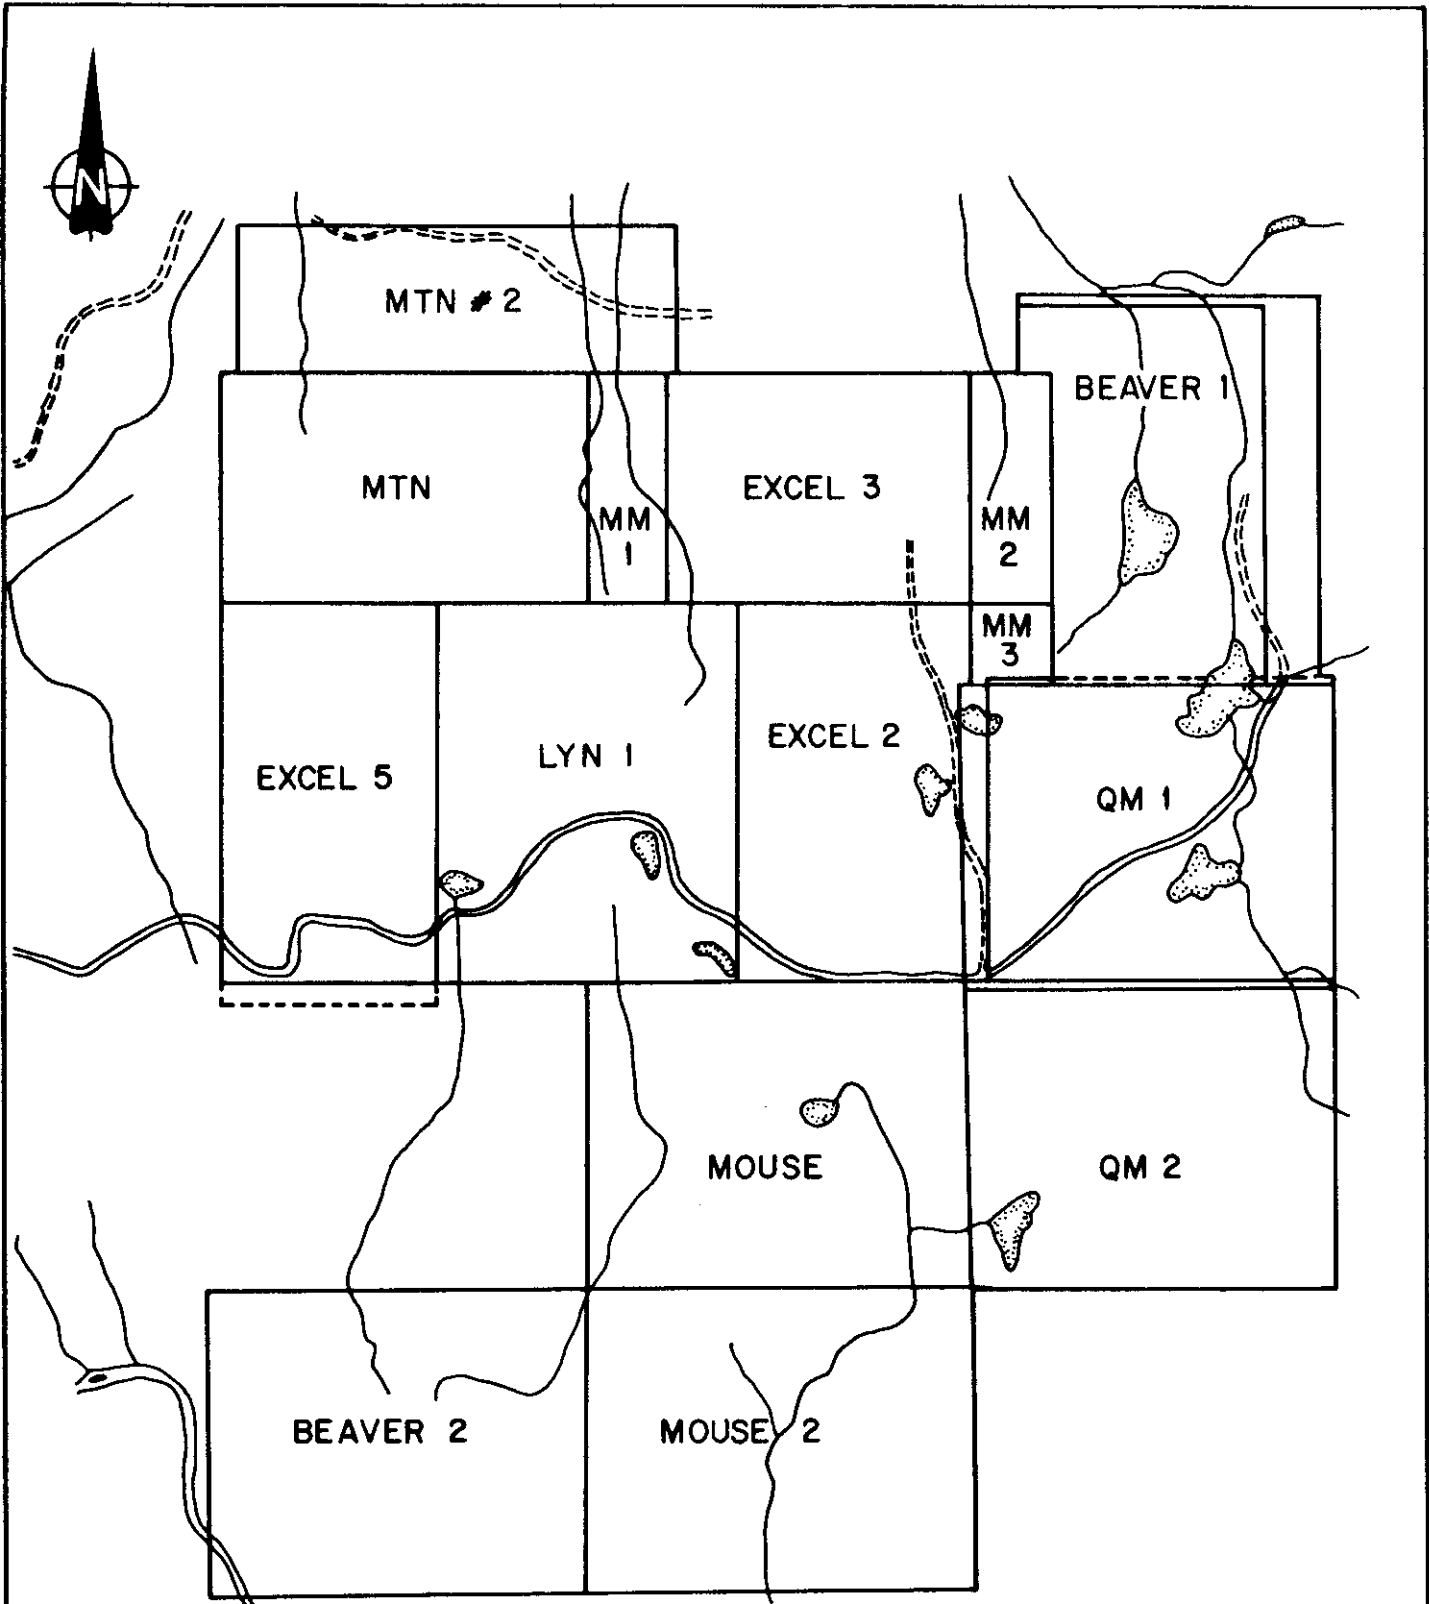 N
MTN # 2
BEAVER 1
MTN
EXCEL 3
MM
1
MM
2
MM
3
EXCEL 5
LYN 1
EXCEL 2
QM 1
MOUSE
QM 2
BEAVER 2
MOUSE 2